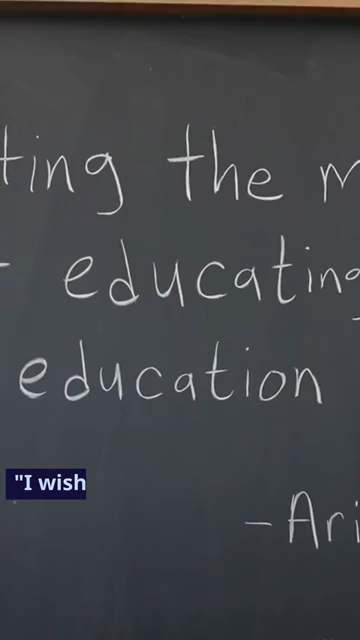 ting the m
- educating
education
"I wish
-Ari